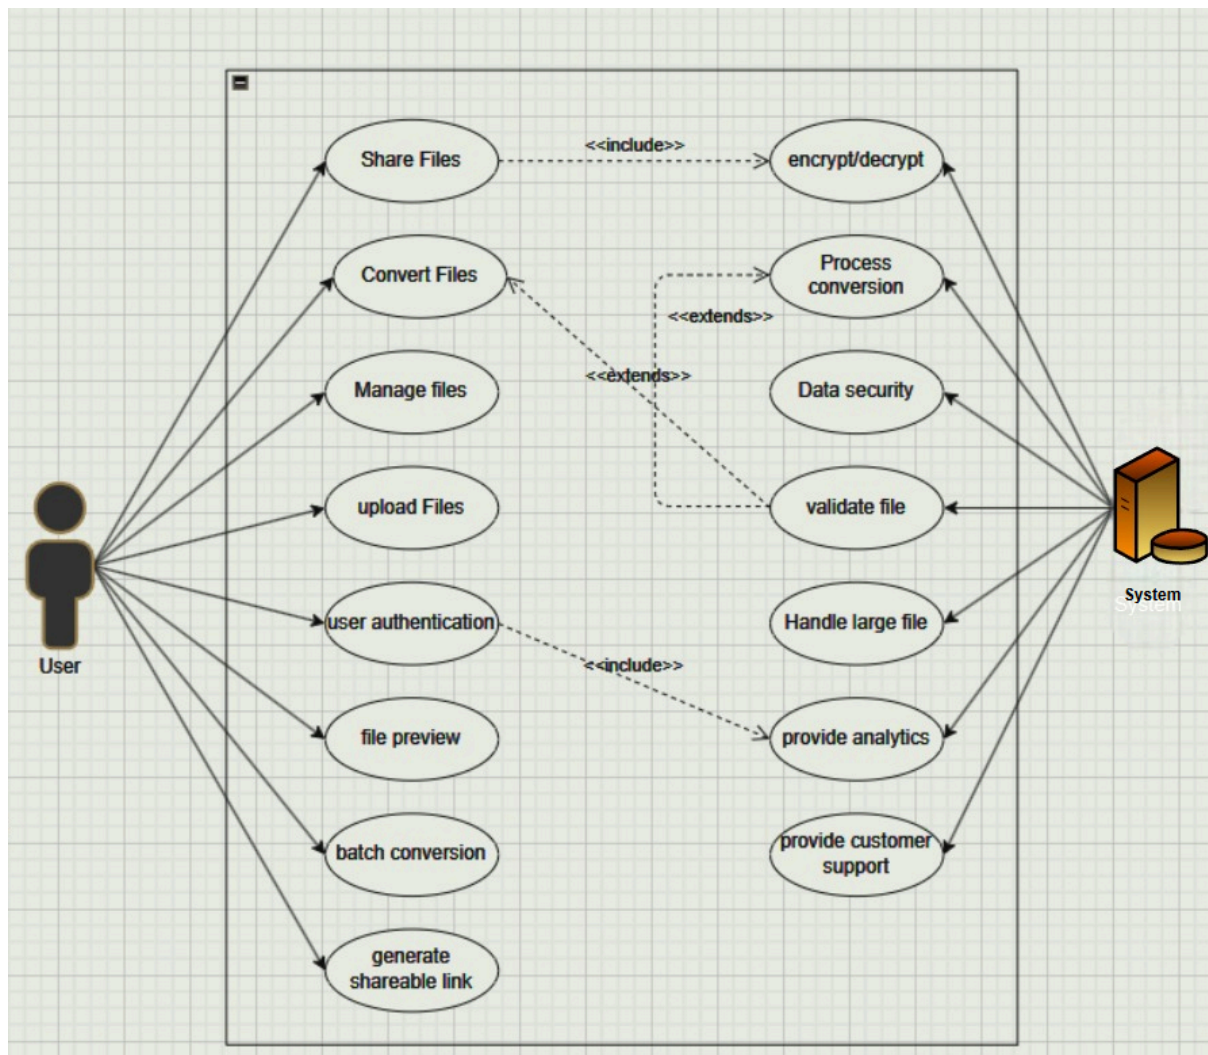 Share Files
<<include>>
encrypt/decrypt
Convert Files
Process
conversion
<<extends>>
<<extends>>
Manage files
Data security
upload Files
validate file
user authentication
Handle large file
<<include>>
System
System
User
file preview
provide analytics
batch conversion
provide customer
support
generate
shareable link